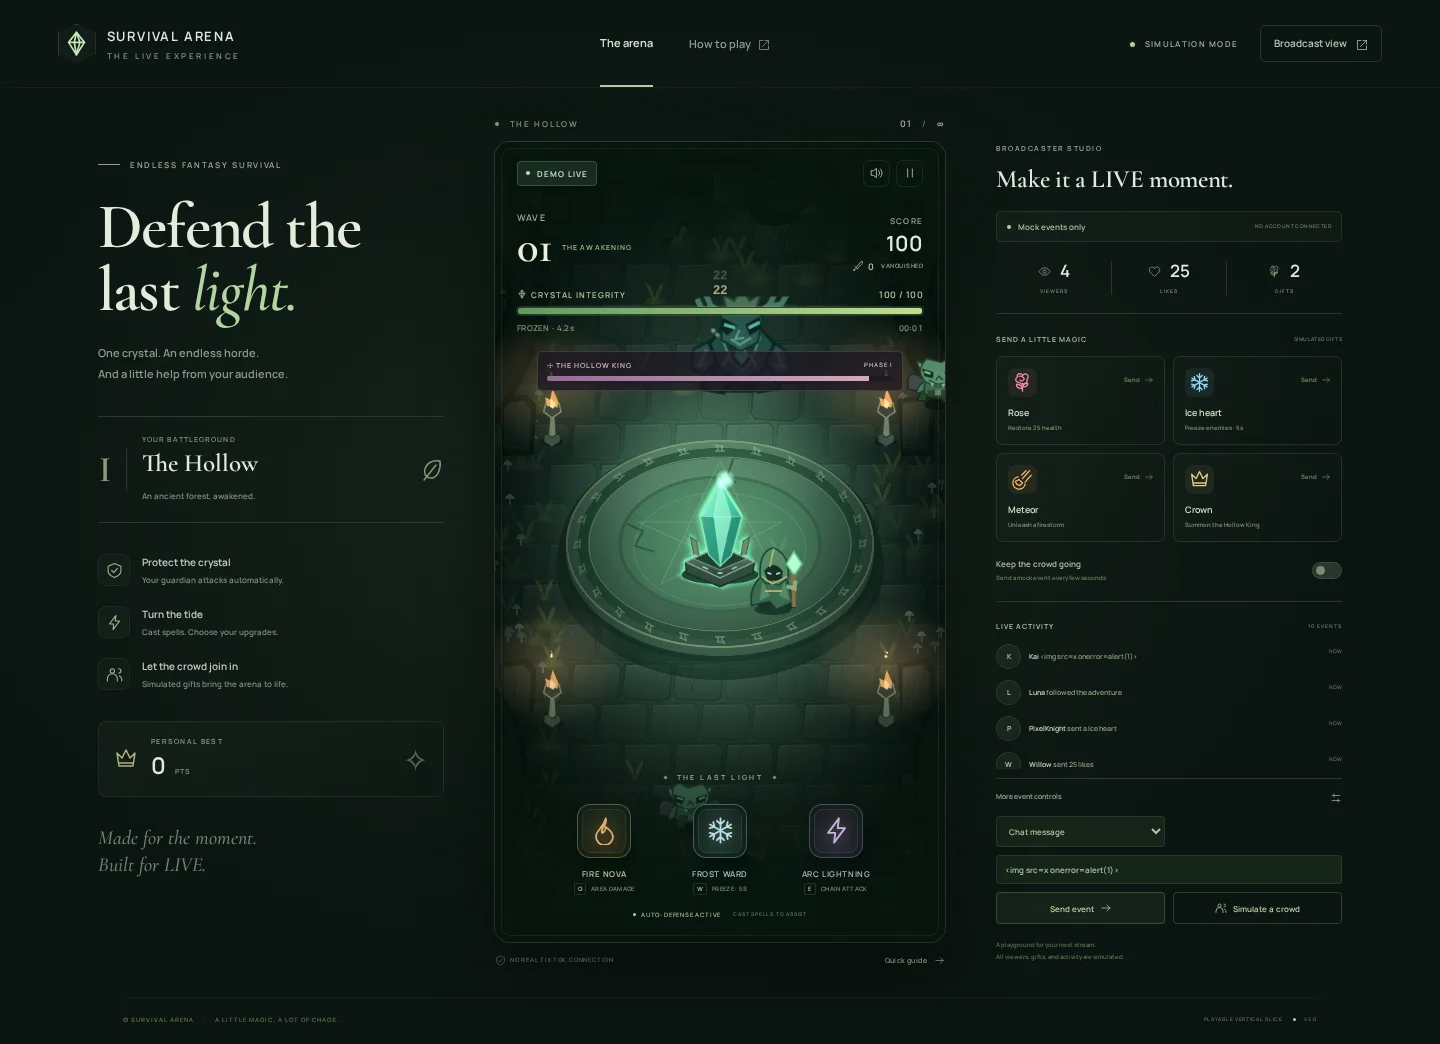 SURVIVAL ARENA
THE LIVE EXPERIENCE
The arena
How to play
SIMULATION MODE
Broadcast view
ENDLESS FANTASY SURVIVAL
Defend the
last light.
One crystal. An endless horde.
And a little help from your audience.
YOUR BATTLEGROUND
I
The Hollow
An ancient forest, awakened.
Protect the crystal
Your guardian attacks automatically.
Turn the tide
Cast spells. Choose your upgrades.
Let the crowd join in
Simulated gifts bring the arena to life.
PERSONAL BEST
0 PTS
Made for the moment.
Built for LIVE.
THE HOLLOW
01 / ∞
DEMO LIVE
WAVE
01 THE AWAKENING
SCORE
100
0 VANQUISHED
22
22
CRYSTAL INTEGRITY
100 / 100
FROZEN · 4.2s
00:01
THE HOLLOW KING
PHASE I
THE LAST LIGHT
FIRE NOVA
Q AREA DAMAGE
FROST WARD
W FREEZE · 5S
ARC LIGHTNING
E CHAIN ATTACK
AUTO-DEFENSE ACTIVE
CAST SPELLS TO ASSIST
NO REAL TIKTOK CONNECTION
Quick guide
BROADCASTER STUDIO
Make it a LIVE moment.
Mock events only
NO ACCOUNT CONNECTED
4
VIEWERS
25
LIKES
2
GIFTS
SEND A LITTLE MAGIC
SIMULATED GIFTS
Send
Rose
Restore 25 health
Send
Ice heart
Freeze enemies · 5s
Send
Meteor
Unleash a firestorm
Send
Crown
Summon the Hollow King
Keep the crowd going
Send a mock event every few seconds
LIVE ACTIVITY
10 EVENTS
K Kai <img src=x onerror=alert(1)> NOW
L Luna followed the adventure NOW
P PixelKnight sent a Ice heart NOW
W Willow sent 25 likes NOW
More event controls
Chat message
<img src=x onerror=alert(1)>
Send event
Simulate a crowd
A playground for your next stream.
All viewers, gifts, and activity are simulated.
© SURVIVAL ARENA · A LITTLE MAGIC. A LOT OF CHAOS.
PLAYABLE VERTICAL SLICE
V2.0